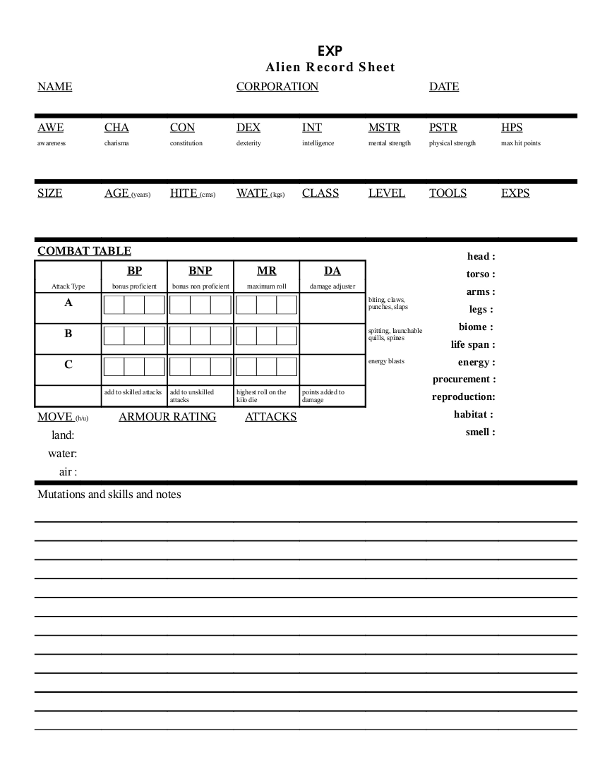 EXP
Alien Record Sheet
NAME CORPORATION DATE
AWE CHA CON DEX INT MSTR PSTR HPS
awareness charisma constitution dexterity intelligence mental strength physical strength max hit points
SIZE AGE (years) HITE (cms) WATE (kgs) CLASS LEVEL TOOLS EXPS
COMBAT TABLE
BP BNP MR DA
Attack Type bonus proficient bonus non proficient maximum roll damage adjuster
A
biting, claws,
punches, slaps
B
spitting, launchable
quills, spines
C
energy blasts
add to skilled attacks add to unskilled
attacks
highest roll on the
kilo die
points added to
damage
head :
torso :
arms :
legs :
biome :
life span :
energy :
procurement :
reproduction:
habitat :
smell :
MOVE (h/u) ARMOUR RATING ATTACKS
land:
water:
air :
Mutations and skills and notes